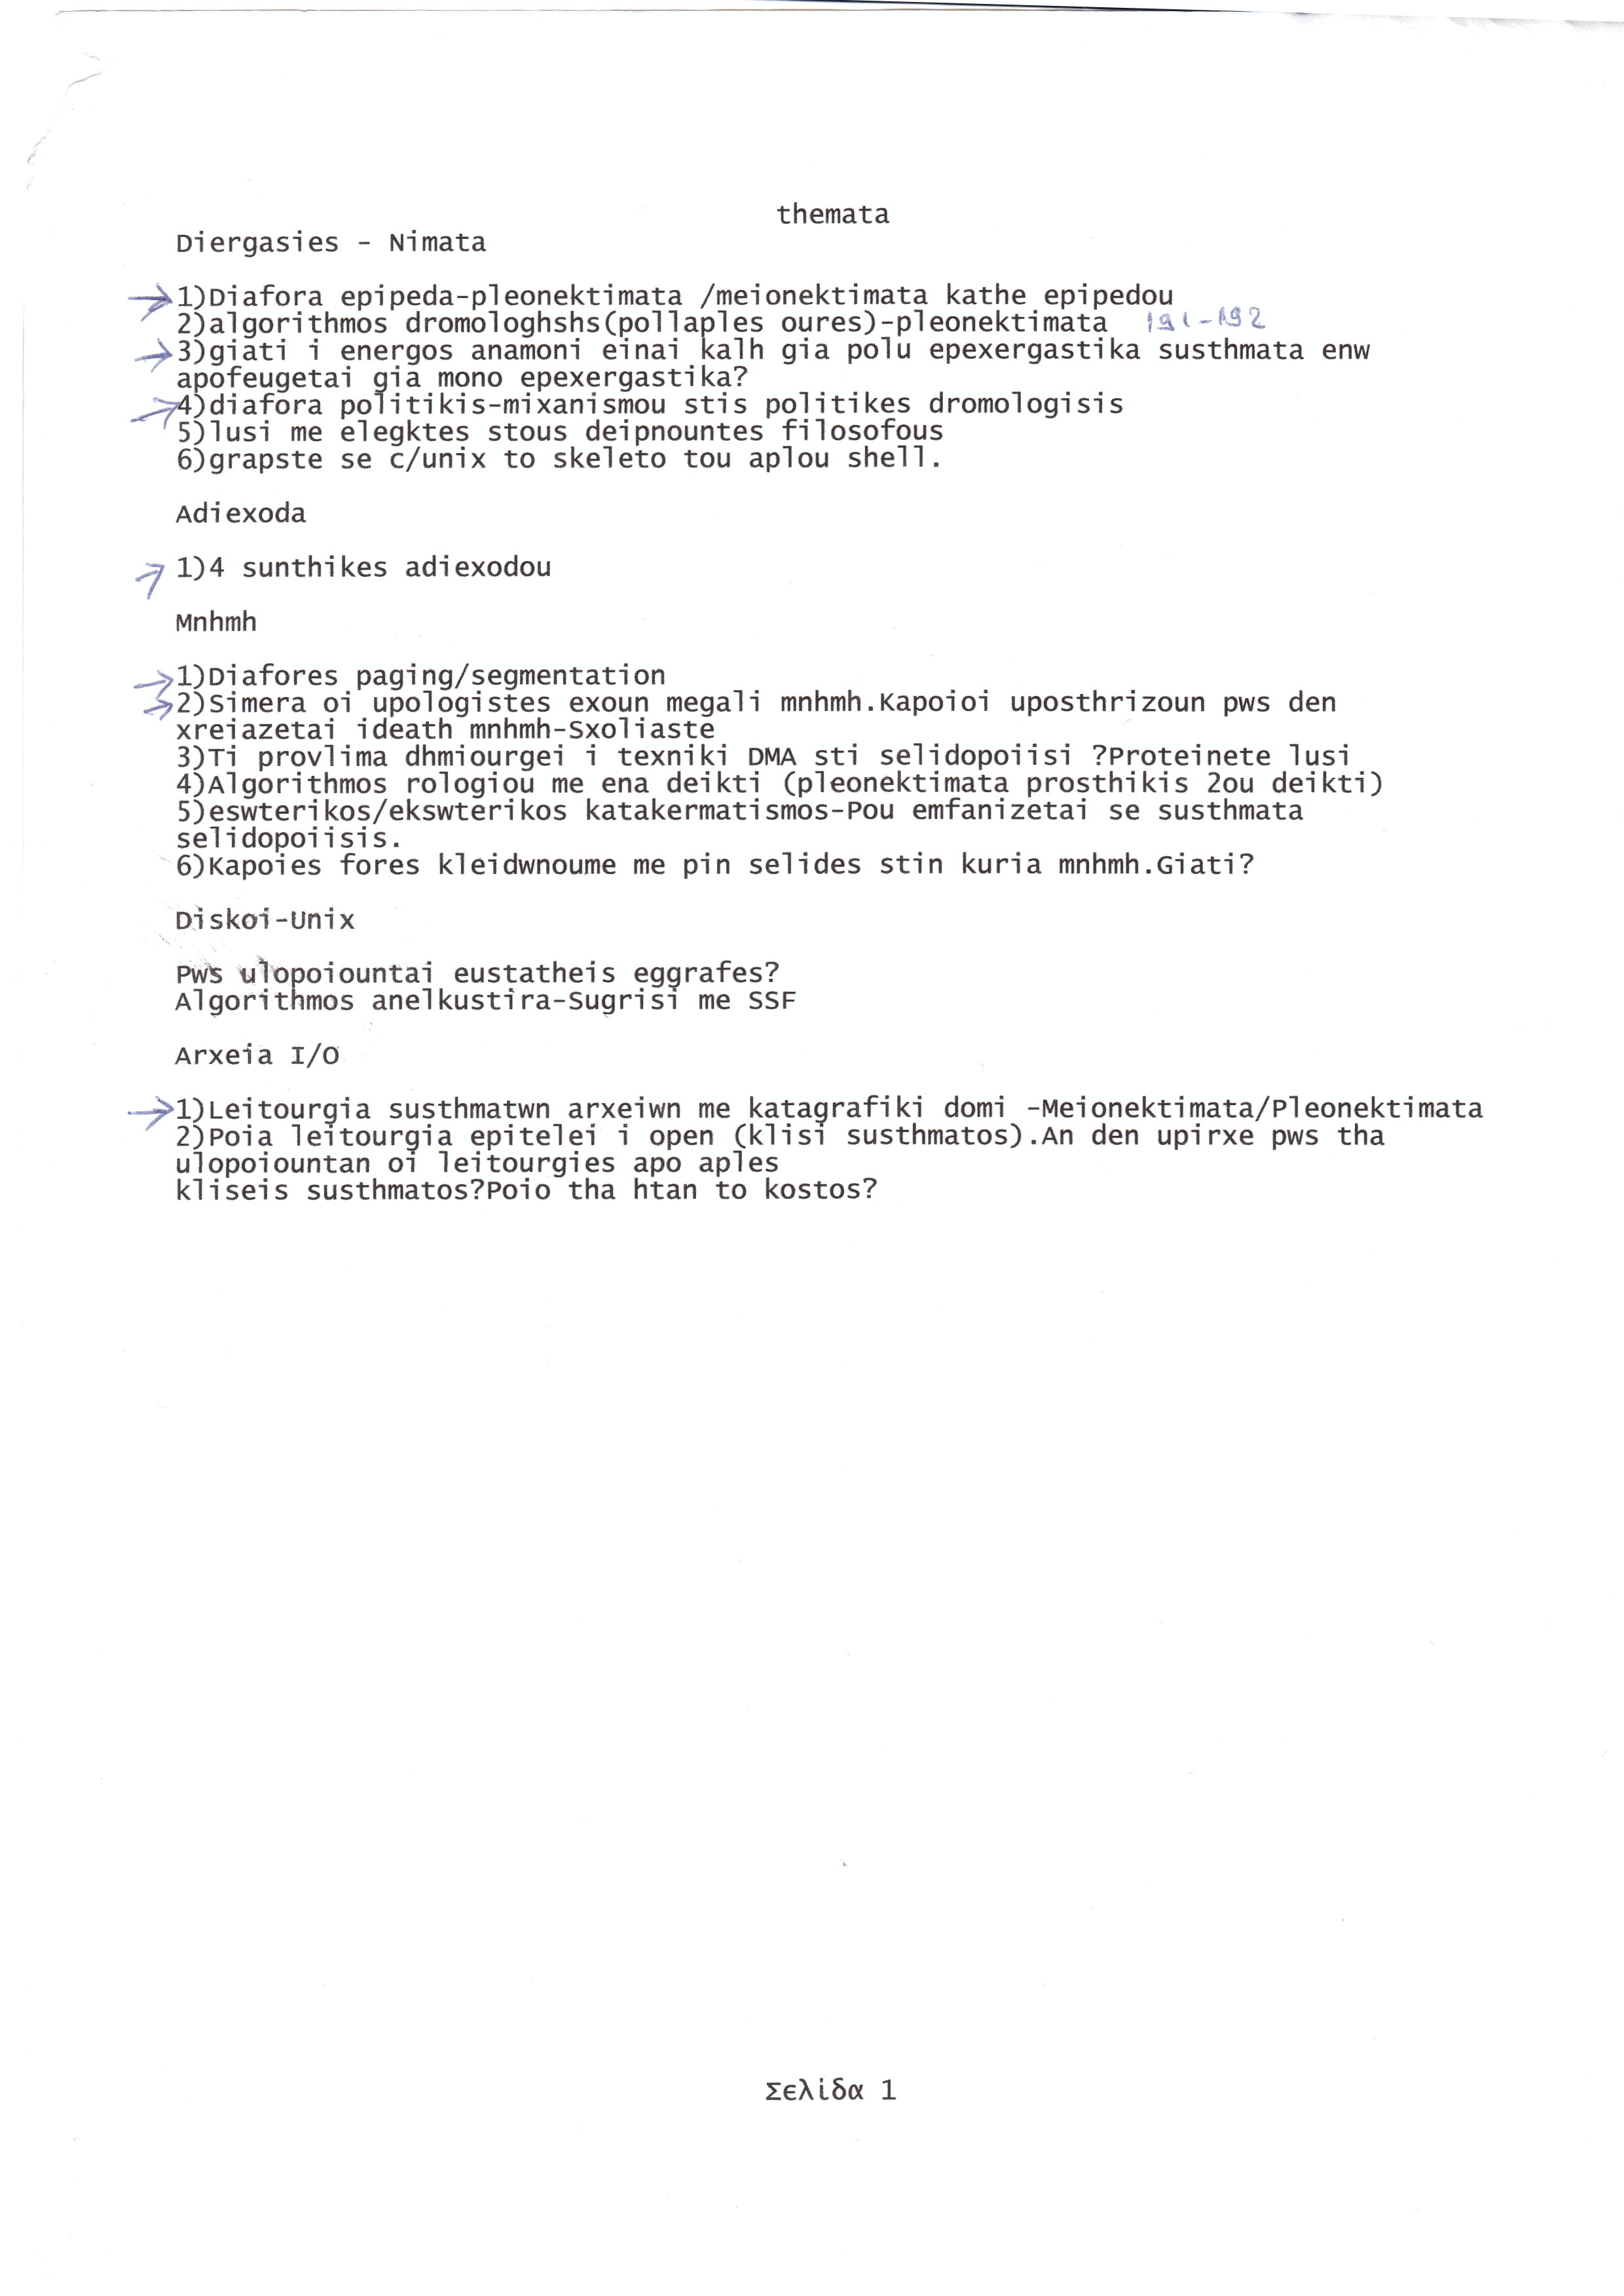 themata
Diergasies - Nimata
1)Diafora epipeda-pleonektimata /meionektimata kathe epipedou
2)algorithmos dromologhshs(pollaples oures)-pleonektimata 191-192
3)giati i energos anamoni einai kalh gia polu epexergastika susthmata enw
apofeugetai gia mono epexergastika?
4)diafora politikis-mixanismou stis politikes dromologisis
5)lusi me elegktes stous deipnountes filosofous
6)grapste se c/unix to skeleto tou aplou shell.
Adiexoda
1)4 sunthikes adiexodou
Mnhmh
1)Diafores paging/segmentation
2)Simera oi upologistes exoun megali mnhmh.Kapoioi uposthrizoun pws den
xreiazetai ideath mnhmh-Sxoliaste
3)Ti provlima dhmiourgei i texniki DMA sti selidopoiisi ?Proteinete lusi
4)Algorithmos rologiou me ena deikti (pleonektimata prosthikis 2ou deikti)
5)eswterikos/ekswterikos katakermatismos-Pou emfanizetai se susthmata
selidopoiisis.
6)Kapoies fores kleidwnoume me pin selides stin kuria mnhmh.Giati?
Diskoi-Unix
Pws ulopoiountai eustatheis eggrafes?
Algorithmos anelkustira-Sugrisi me SSF
Arxeia I/O
1)Leitourgia susthmatwn arxeiwn me katagrafiki domi -Meionektimata/Pleonektimata
2)Poia leitourgia epitelei i open (klisi susthmatos).An den upirxe pws tha
ulopoiountan oi leitourgies apo aples
kliseis susthmatos?Poio tha htan to kostos?
Σελίδα 1